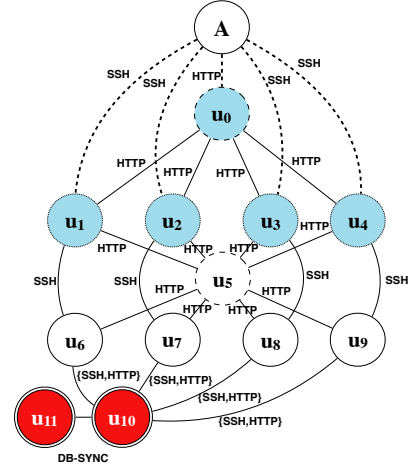 A
SSH
SSH
HTTP
SSH
SSH
u0
HTTP
HTTP
HTTP
HTTP
u1
u2
u3
u4
HTTP
HTTP
HTTP
HTTP
u5
SSH
SSH
SSH
SSH
HTTP
HTTP
HTTP
HTTP
u6
u7
u8
u9
{SSH,HTTP}
{SSH,HTTP}
{SSH,HTTP}
{SSH,HTTP}
u11
u10
DB-SYNC